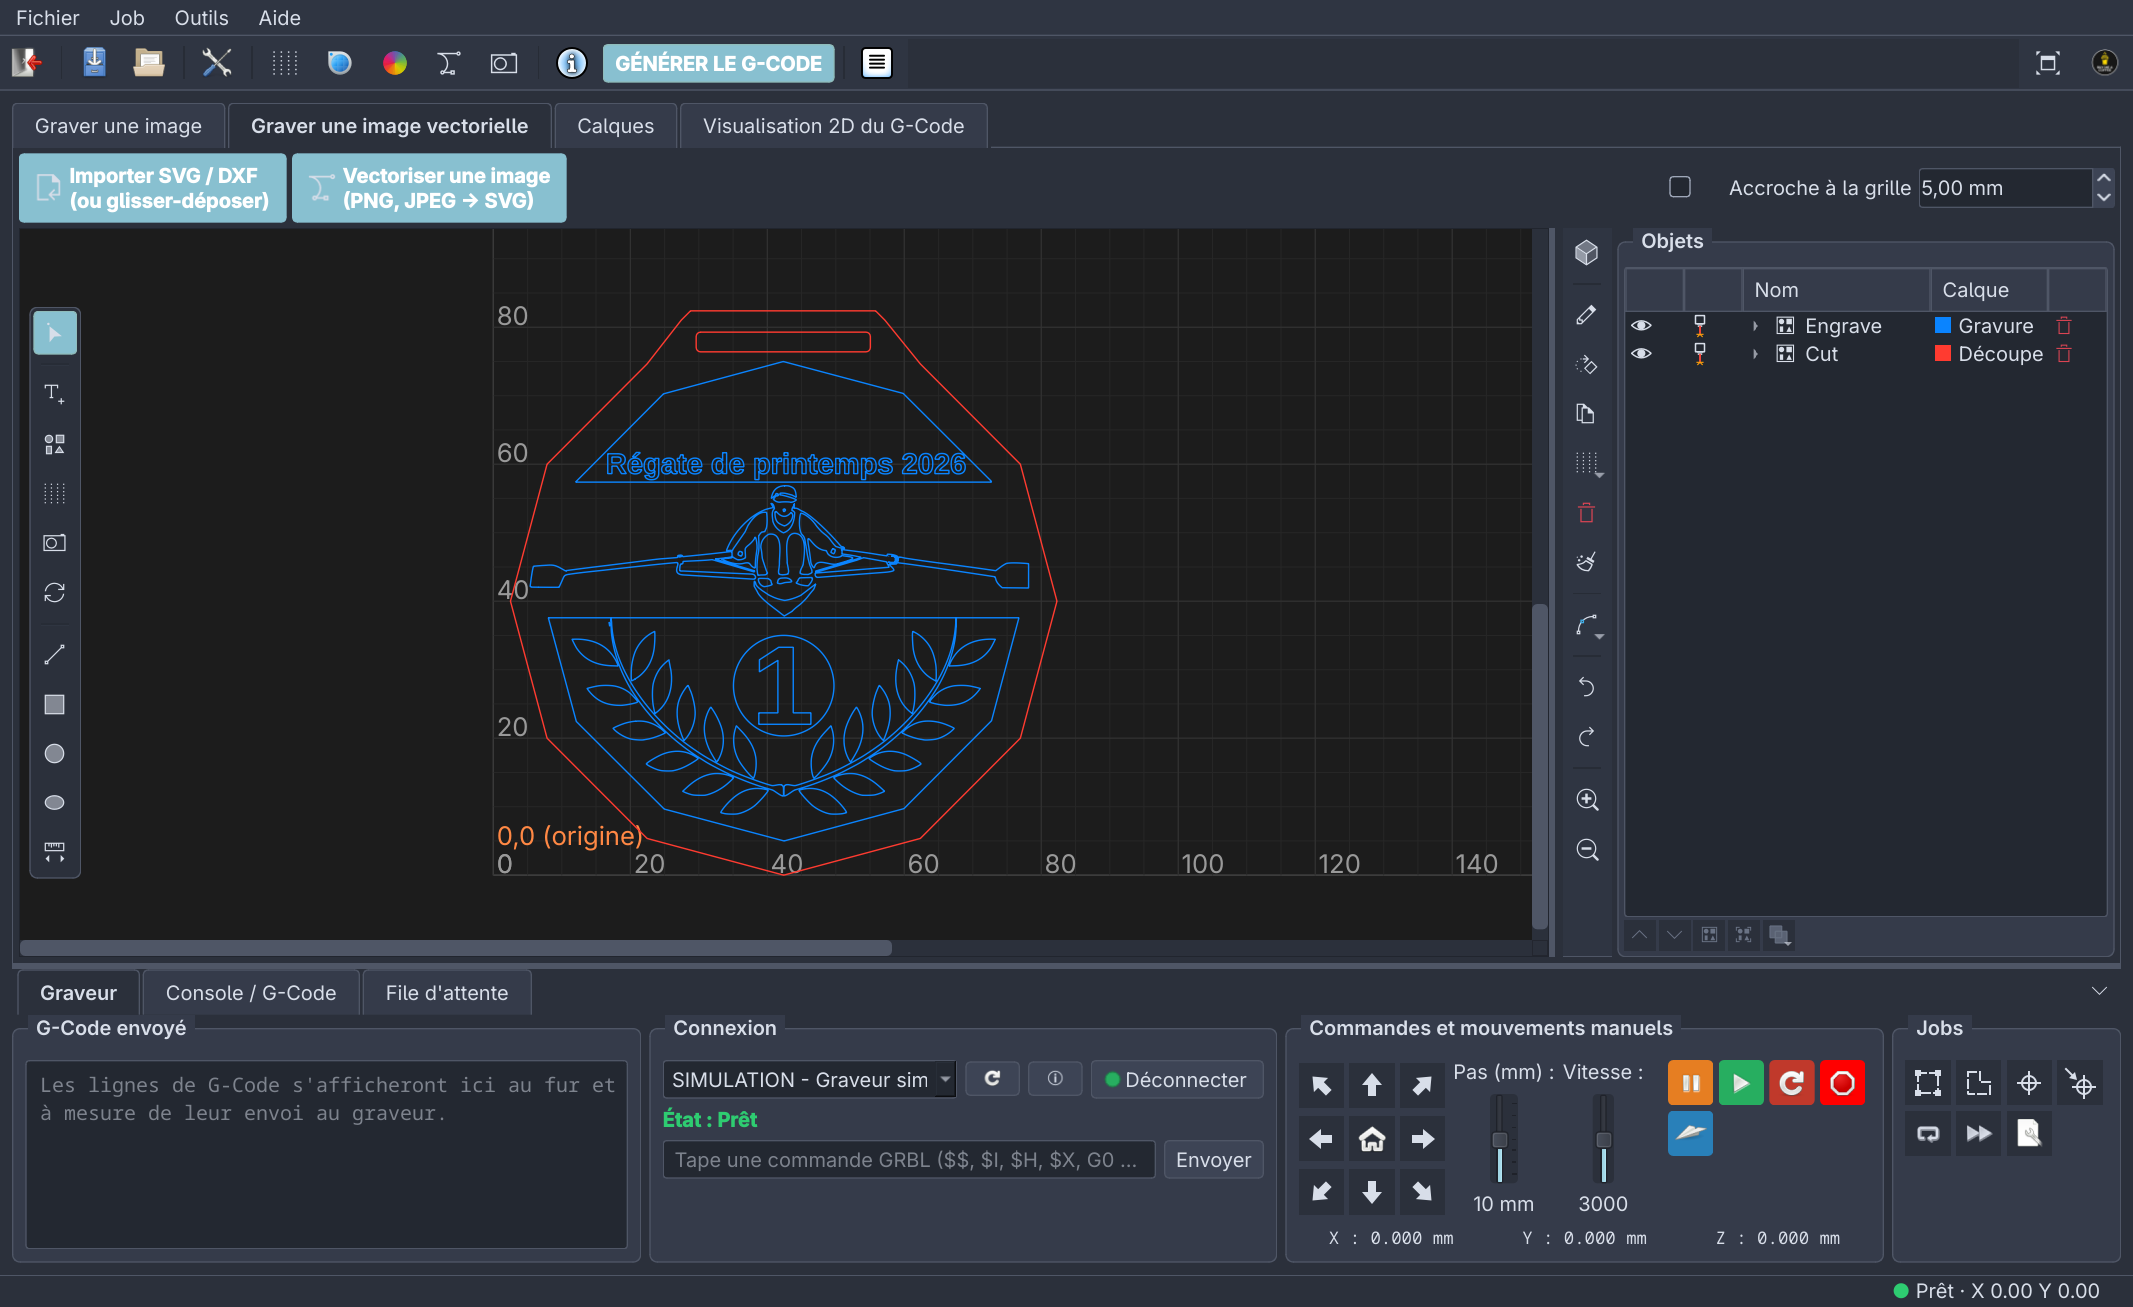 Fichier Job Outils Aide
GÉNÉRER LE G-CODE
Graver une image
Graver une image vectorielle
Calques
Visualisation 2D du G-Code
Importer SVG / DXF
(ou glisser-déposer)
Vectoriser une image
(PNG, JPEG → SVG)
Accroche à la grille 5,00 mm
80
60
40
20
0,0 (origine)
0 20 40 60 80 100 120 140
Régate de printemps 2026
1
Objets
Nom Calque
Engrave Gravure
Cut Découpe
Graveur
Console / G-Code
File d'attente
G-Code envoyé
Les lignes de G-Code s'afficheront ici au fur et
à mesure de leur envoi au graveur.
Connexion
SIMULATION - Graveur sim
Déconnecter
État : Prêt
Tape une commande GRBL ($$, $I, $H, $X, G0 ...
Envoyer
Commandes et mouvements manuels
Pas (mm) : Vitesse :
10 mm 3000
X : 0.000 mm Y : 0.000 mm Z : 0.000 mm
Jobs
Prêt · X 0.00 Y 0.00